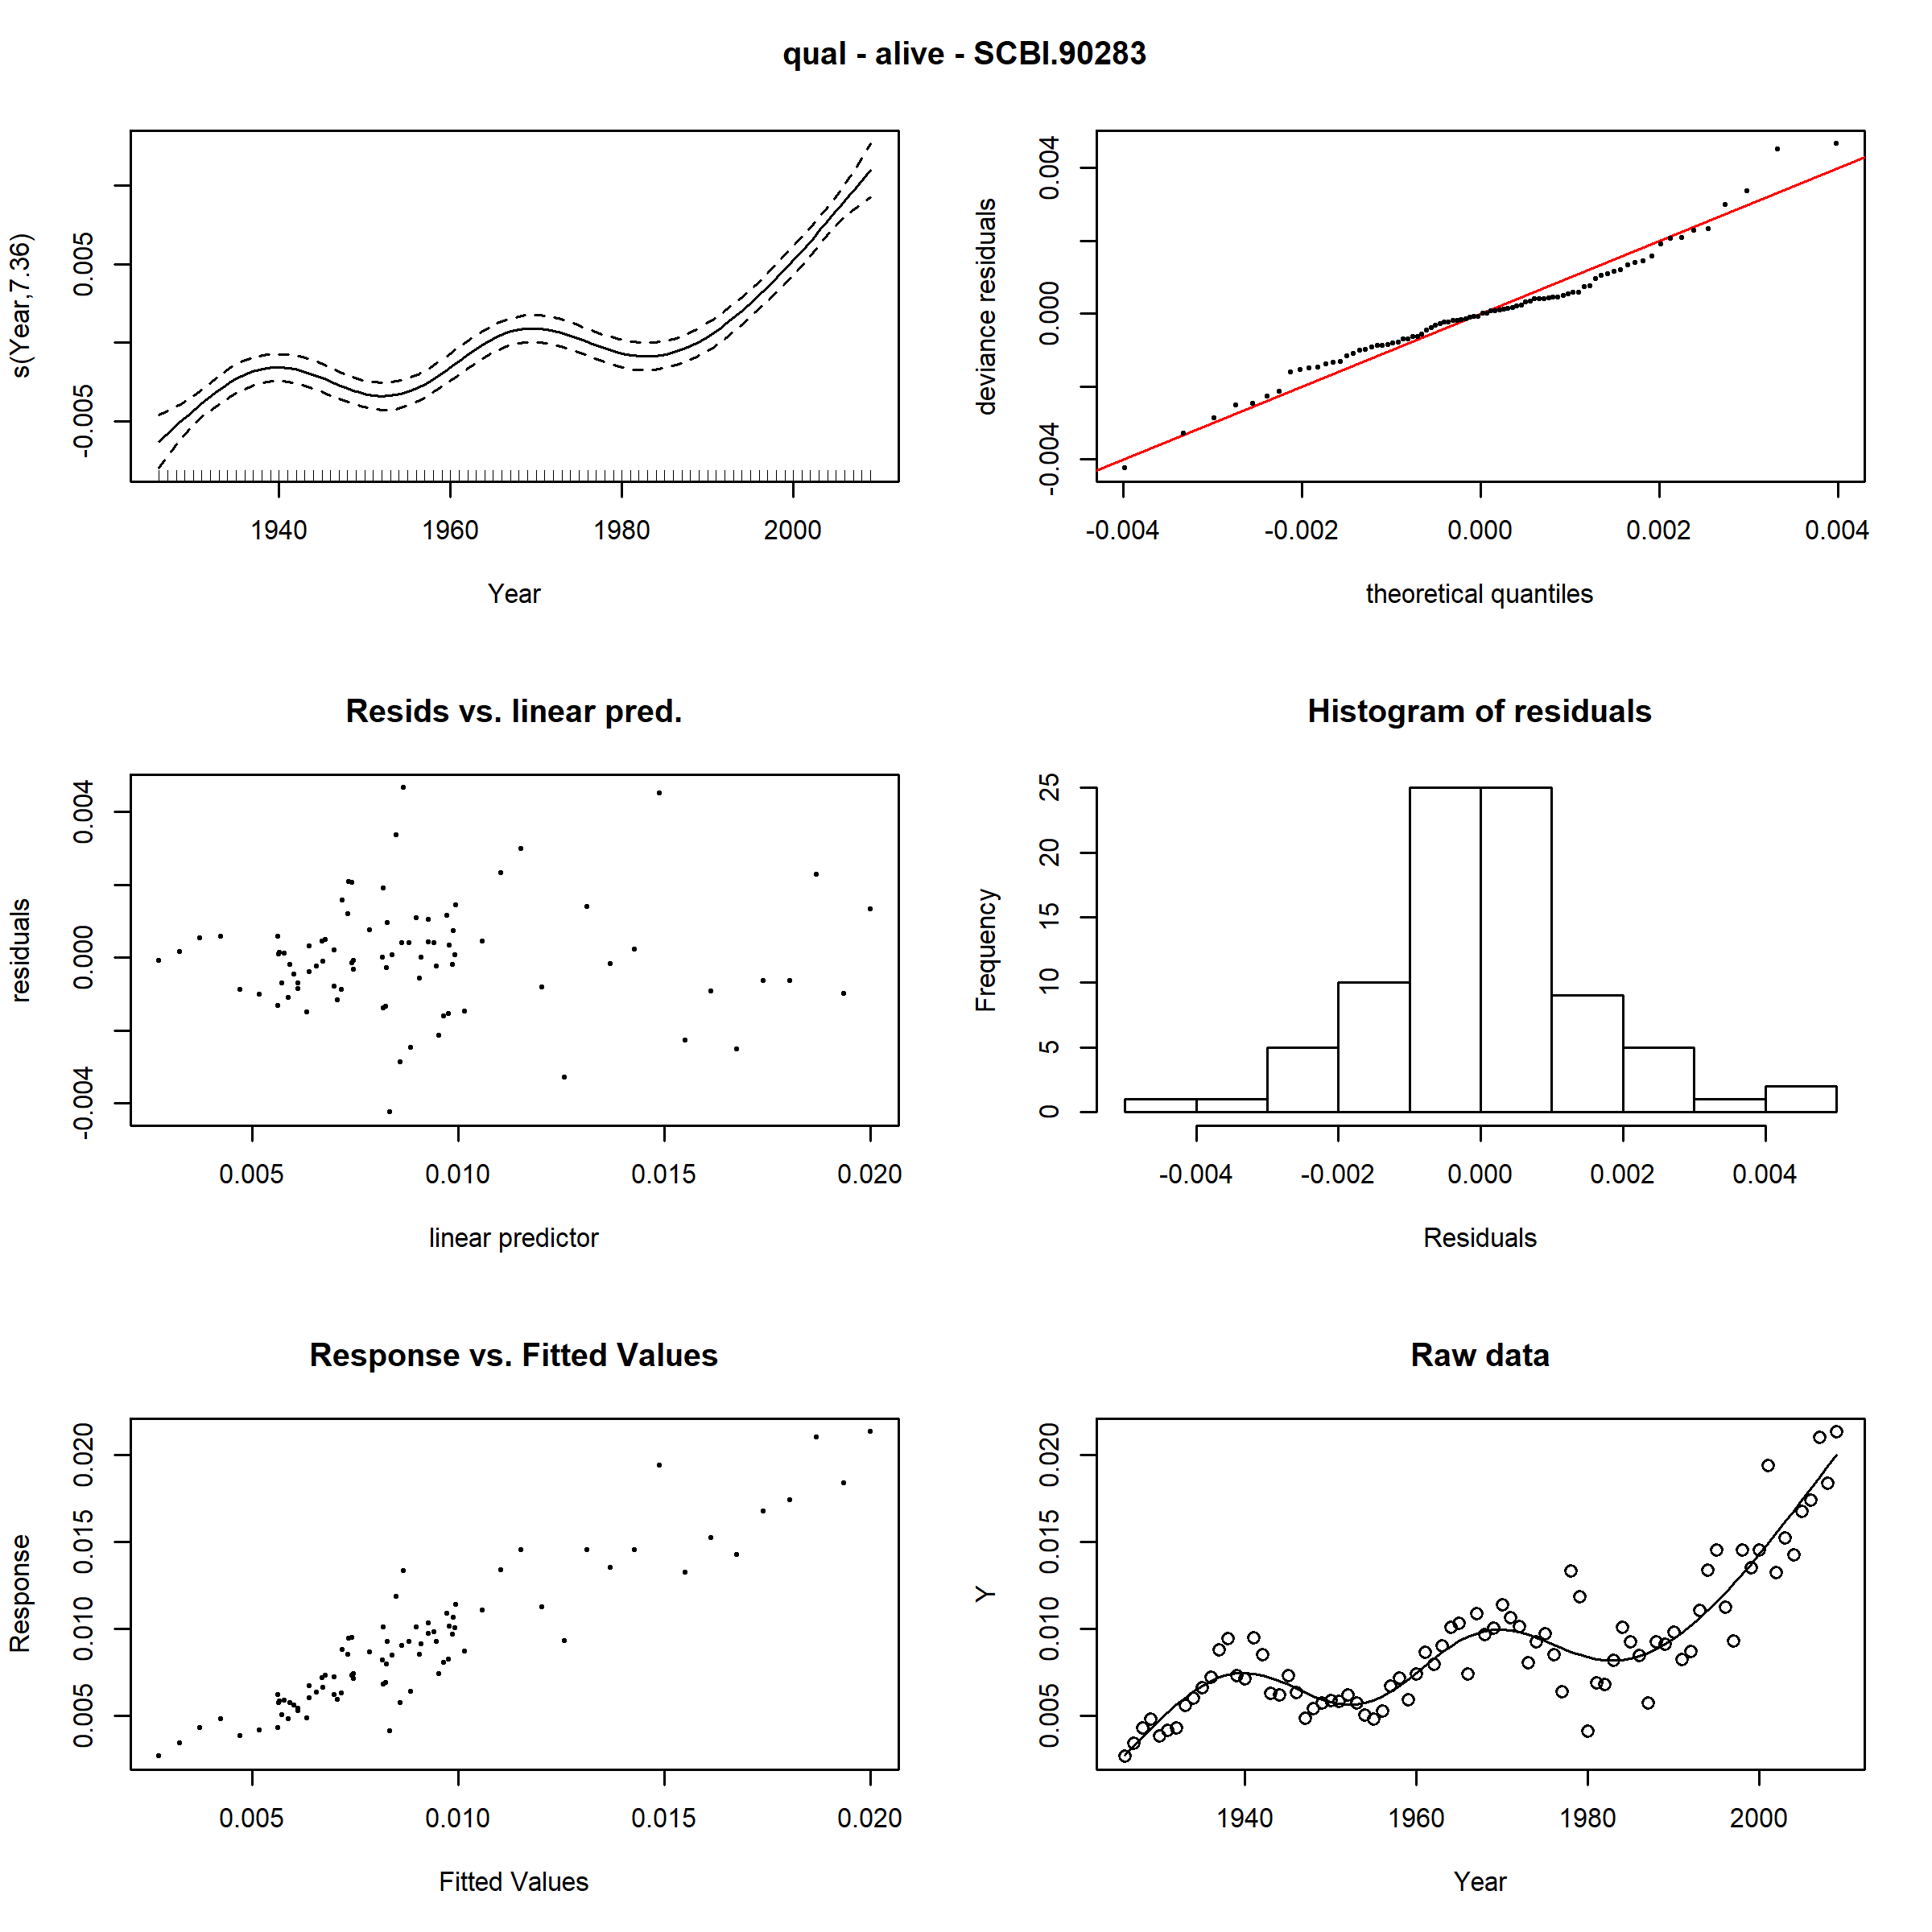 qual - alive - SCBI.90283
s(Year,7.36)
-0.005 0.005
1940 1960 1980 2000
Year
deviance residuals
-0.004 0.000 0.004
-0.004 -0.002 0.000 0.002 0.004
theoretical quantiles
Resids vs. linear pred.
residuals
-0.004 0.000 0.004
0.005 0.010 0.015 0.020
linear predictor
Histogram of residuals
Frequency
0 5 10 15 20 25
-0.004 -0.002 0.000 0.002 0.004
Residuals
Response vs. Fitted Values
Response
0.005 0.010 0.015 0.020
0.005 0.010 0.015 0.020
Fitted Values
Raw data
Y
0.005 0.010 0.015 0.020
1940 1960 1980 2000
Year